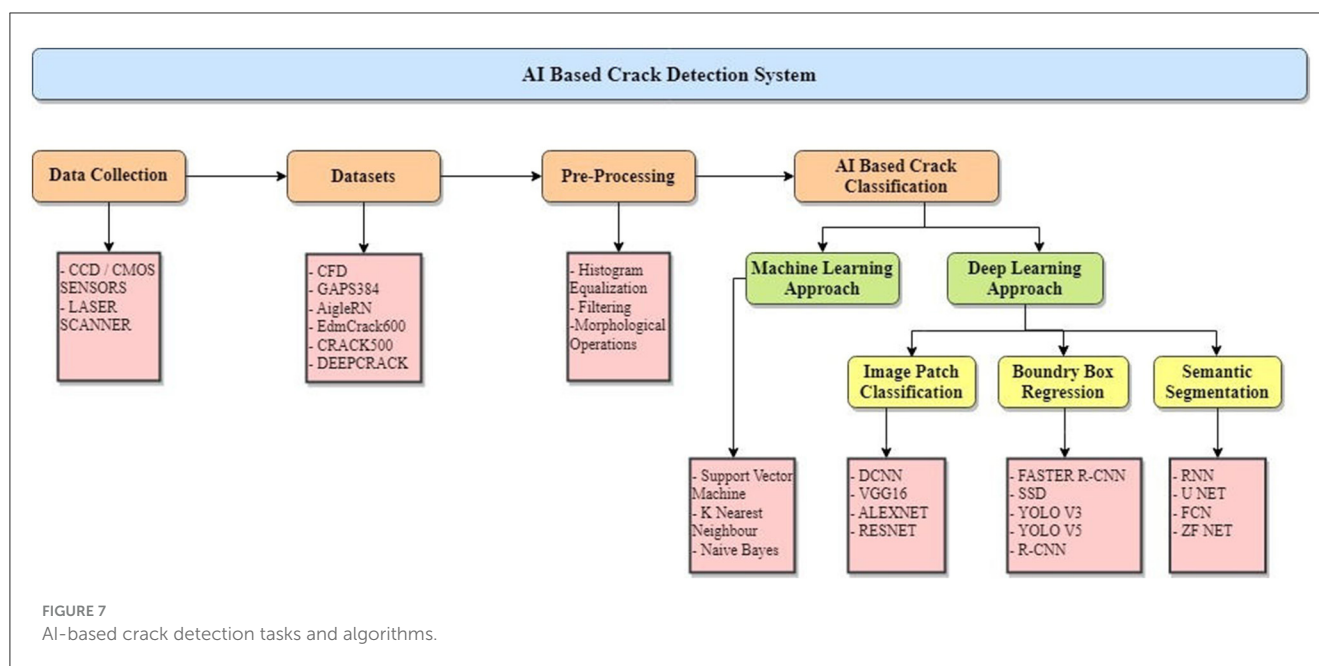 AI Based Crack Detection System
Data Collection
Datasets
Pre-Processing
AI Based Crack
Classification
- CCD / CMOS
SENSORS
- LASER
SCANNER
- CFD
- GAPS384
- AigleRN
- EdmCrack600
- CRACK500
- DEEPCRACK
- Histogram
Equalization
- Filtering
-Morphological
Operations
Machine Learning
Approach
Deep Learning
Approach
Image Patch
Classification
Boundry Box
Regression
Semantic
Segmentation
- Support Vector
Machine
- K Nearest
Neighbour
- Naive Bayes
- DCNN
- VGG16
- ALEXNET
- RESNET
- FASTER R-CNN
- SSD
- YOLO V3
- YOLO V5
- R-CNN
- RNN
- U NET
- FCN
- ZF NET
FIGURE 7
AI-based crack detection tasks and algorithms.